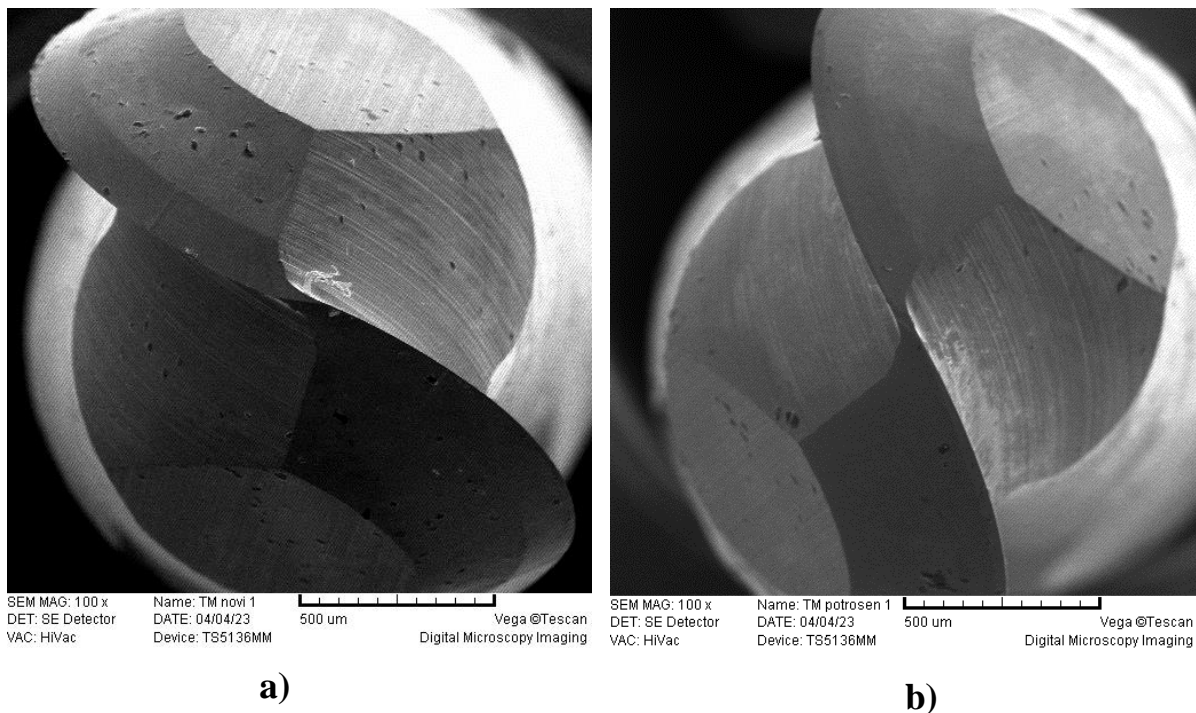 SEM MAG: 100 x Name: TM novi 1
DET: SE Detector DATE: 04/04/23 500 um Vega ©Tescan
VAC: HiVac Device: TS5136MM Digital Microscopy Imaging
a)
SEM MAG: 100 x Name: TM potrosen 1
DET: SE Detector DATE: 04/04/23 500 um Vega ©Tescan
VAC: HiVac Device: TS5136MM Digital Microscopy Imaging
b)